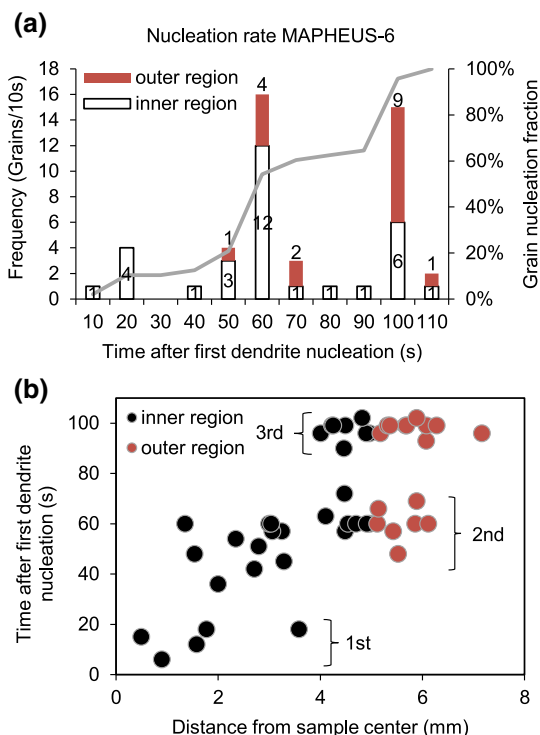 (a)
Nucleation rate MAPHEUS-6
18
16
14
12
10
8
6
4
2
0
Frequency (Grains/10s)
outer region
inner region
1
4
1
1
3
4
12
2
1
1
1
9
6
1
1
100%
80%
60%
40%
20%
0%
Grain nucleation fraction
10 20 30 40 50 60 70 80 90 100 110
Time after first dendrite nucleation (s)
(b)
100
80
60
40
20
0
Time after first dendrite
nucleation (s)
inner region
outer region
3rd
2nd
1st
0 2 4 6 8
Distance from sample center (mm)